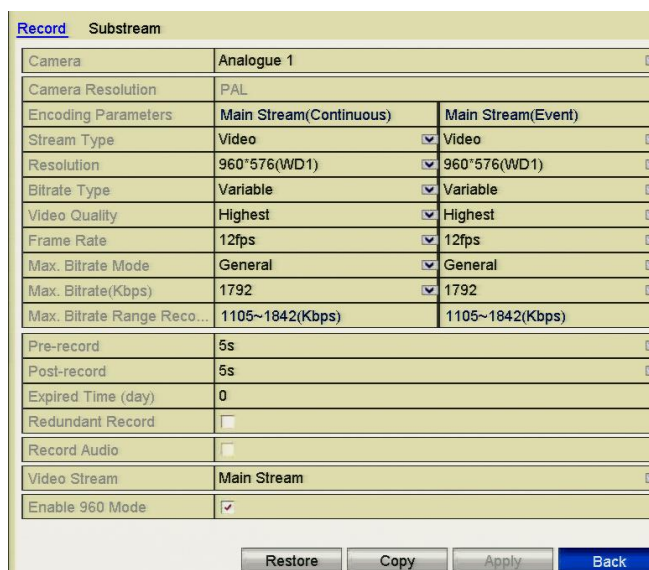 Record Substream
Camera Analogue 1
Camera Resolution PAL
Encoding Parameters Main Stream(Continuous) Main Stream(Event)
Stream Type Video Video
Resolution 960*576(WD1) 960*576(WD1)
Bitrate Type Variable Variable
Video Quality Highest Highest
Frame Rate 12fps 12fps
Max. Bitrate Mode General General
Max. Bitrate(Kbps) 1792 1792
Max. Bitrate Range Reco... 1105~1842(Kbps) 1105~1842(Kbps)
Pre-record 5s
Post-record 5s
Expired Time (day) 0
Redundant Record
Record Audio
Video Stream Main Stream
Enable 960 Mode
Restore Copy Apply Back